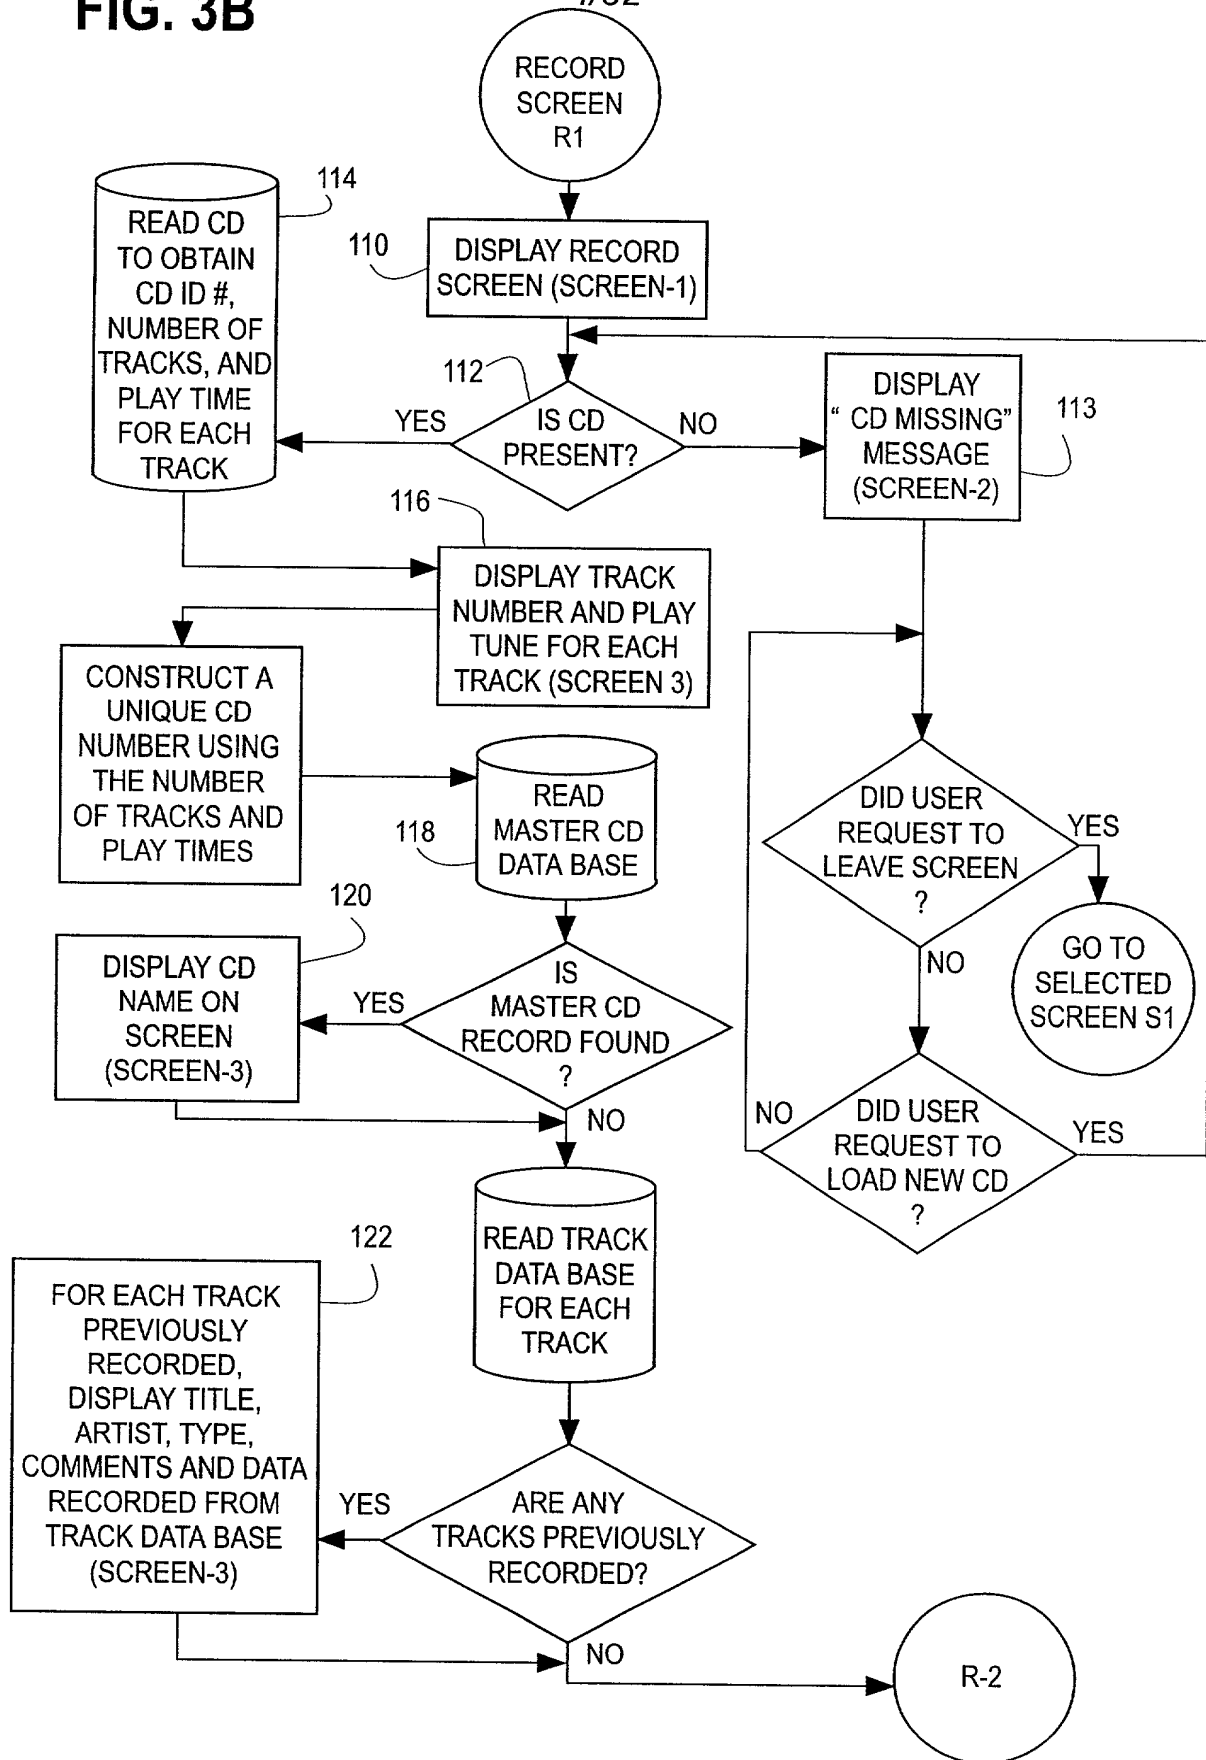 FIG. 3B
RECORD
SCREEN
R1
114
READ CD
TO OBTAIN
CD ID #,
NUMBER OF
TRACKS, AND
PLAY TIME
FOR EACH
TRACK
110
DISPLAY RECORD
SCREEN (SCREEN-1)
112
IS CD
PRESENT?
YES
NO
DISPLAY
“ CD MISSING”
MESSAGE
(SCREEN-2)
113
116
DISPLAY TRACK
NUMBER AND PLAY
TUNE FOR EACH
TRACK (SCREEN 3)
CONSTRUCT A
UNIQUE CD
NUMBER USING
THE NUMBER
OF TRACKS AND
PLAY TIMES
118
READ
MASTER CD
DATA BASE
DID USER
REQUEST TO
LEAVE SCREEN
?
YES
NO
GO TO
SELECTED
SCREEN S1
120
DISPLAY CD
NAME ON
SCREEN
(SCREEN-3)
YES
IS
MASTER CD
RECORD FOUND
?
NO
NO
DID USER
REQUEST TO
LOAD NEW CD
?
YES
READ TRACK
DATA BASE
FOR EACH
TRACK
122
FOR EACH TRACK
PREVIOUSLY
RECORDED,
DISPLAY TITLE,
ARTIST, TYPE,
COMMENTS AND DATA
RECORDED FROM
TRACK DATA BASE
(SCREEN-3)
YES
ARE ANY
TRACKS PREVIOUSLY
RECORDED?
NO
R-2